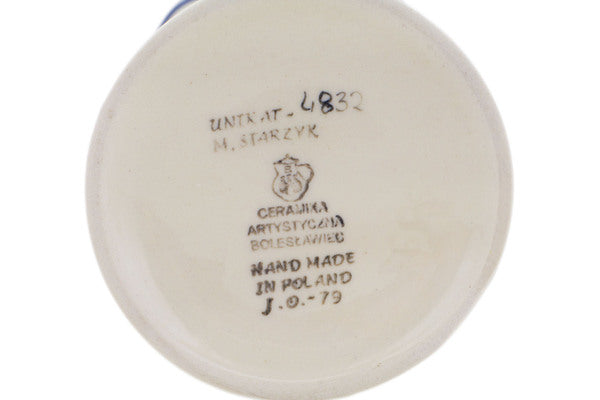 UNIKAT - 4832
M. STARZYK
CERAMIKA
ARTYSTYCZNA
BOLESŁAWIEC
HAND MADE
IN POLAND
J.O.-79